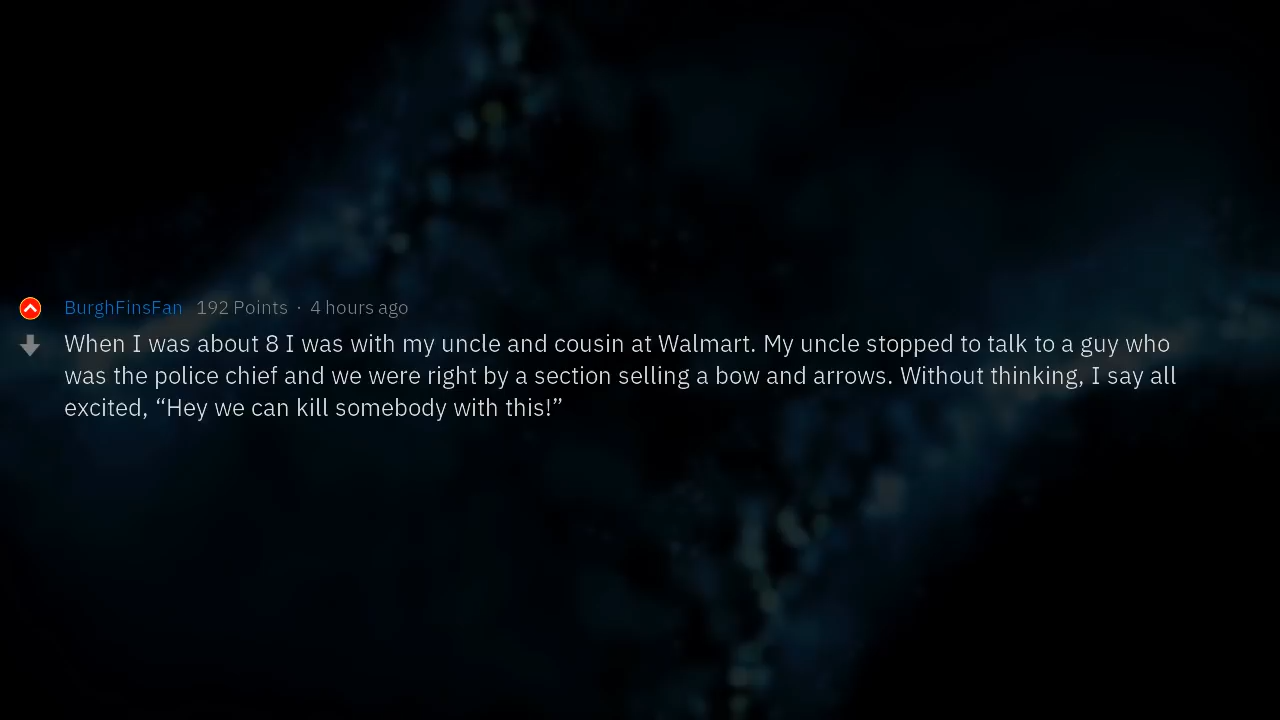 BurghFinsFan 192 Points · 4 hours ago
When I was about 8 I was with my uncle and cousin at Walmart. My uncle stopped to talk to a guy who
was the police chief and we were right by a section selling a bow and arrows. Without thinking, I say all
excited, “Hey we can kill somebody with this!”